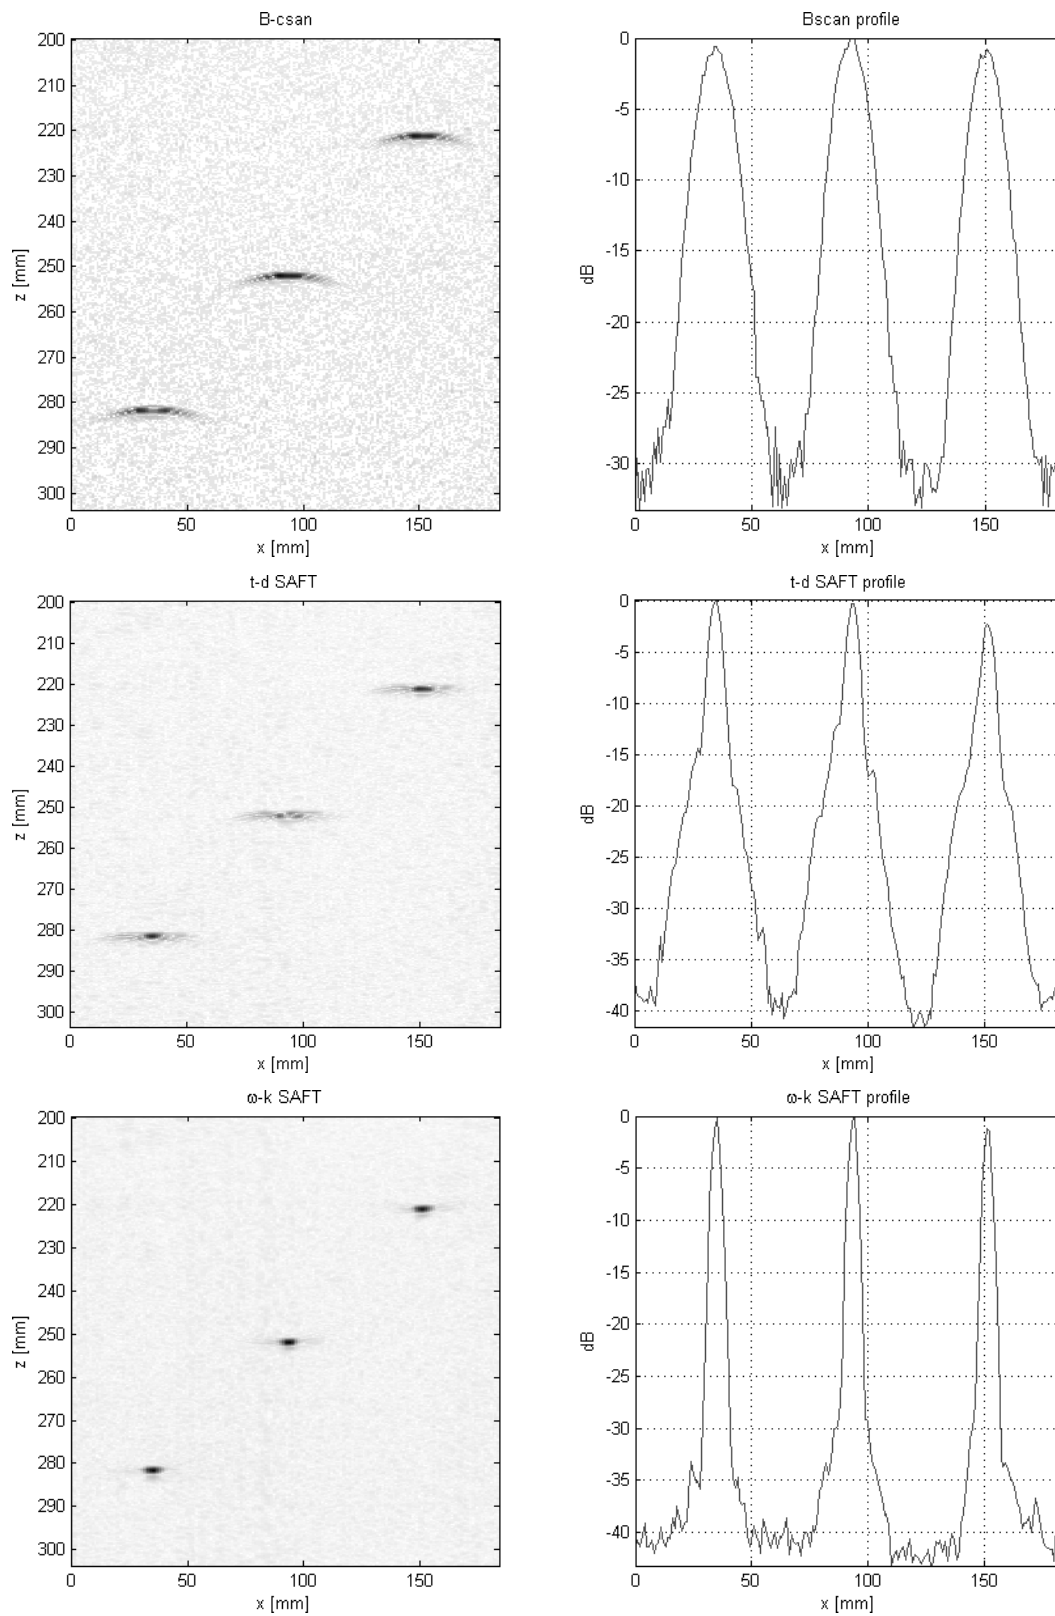 B-csan
200
210
220
230
240
250
260
270
280
290
300
z [mm]
0 50 100 150
x [mm]
Bscan profile
0
-5
-10
-15
-20
-25
-30
dB
0 50 100 150
x [mm]
t-d SAFT
200
210
220
230
240
250
260
270
280
290
300
z [mm]
0 50 100 150
x [mm]
t-d SAFT profile
0
-5
-10
-15
-20
-25
-30
-35
-40
dB
0 50 100 150
x [mm]
ω-k SAFT
200
210
220
230
240
250
260
270
280
290
300
z [mm]
0 50 100 150
x [mm]
ω-k SAFT profile
0
-5
-10
-15
-20
-25
-30
-35
-40
dB
0 50 100 150
x [mm]